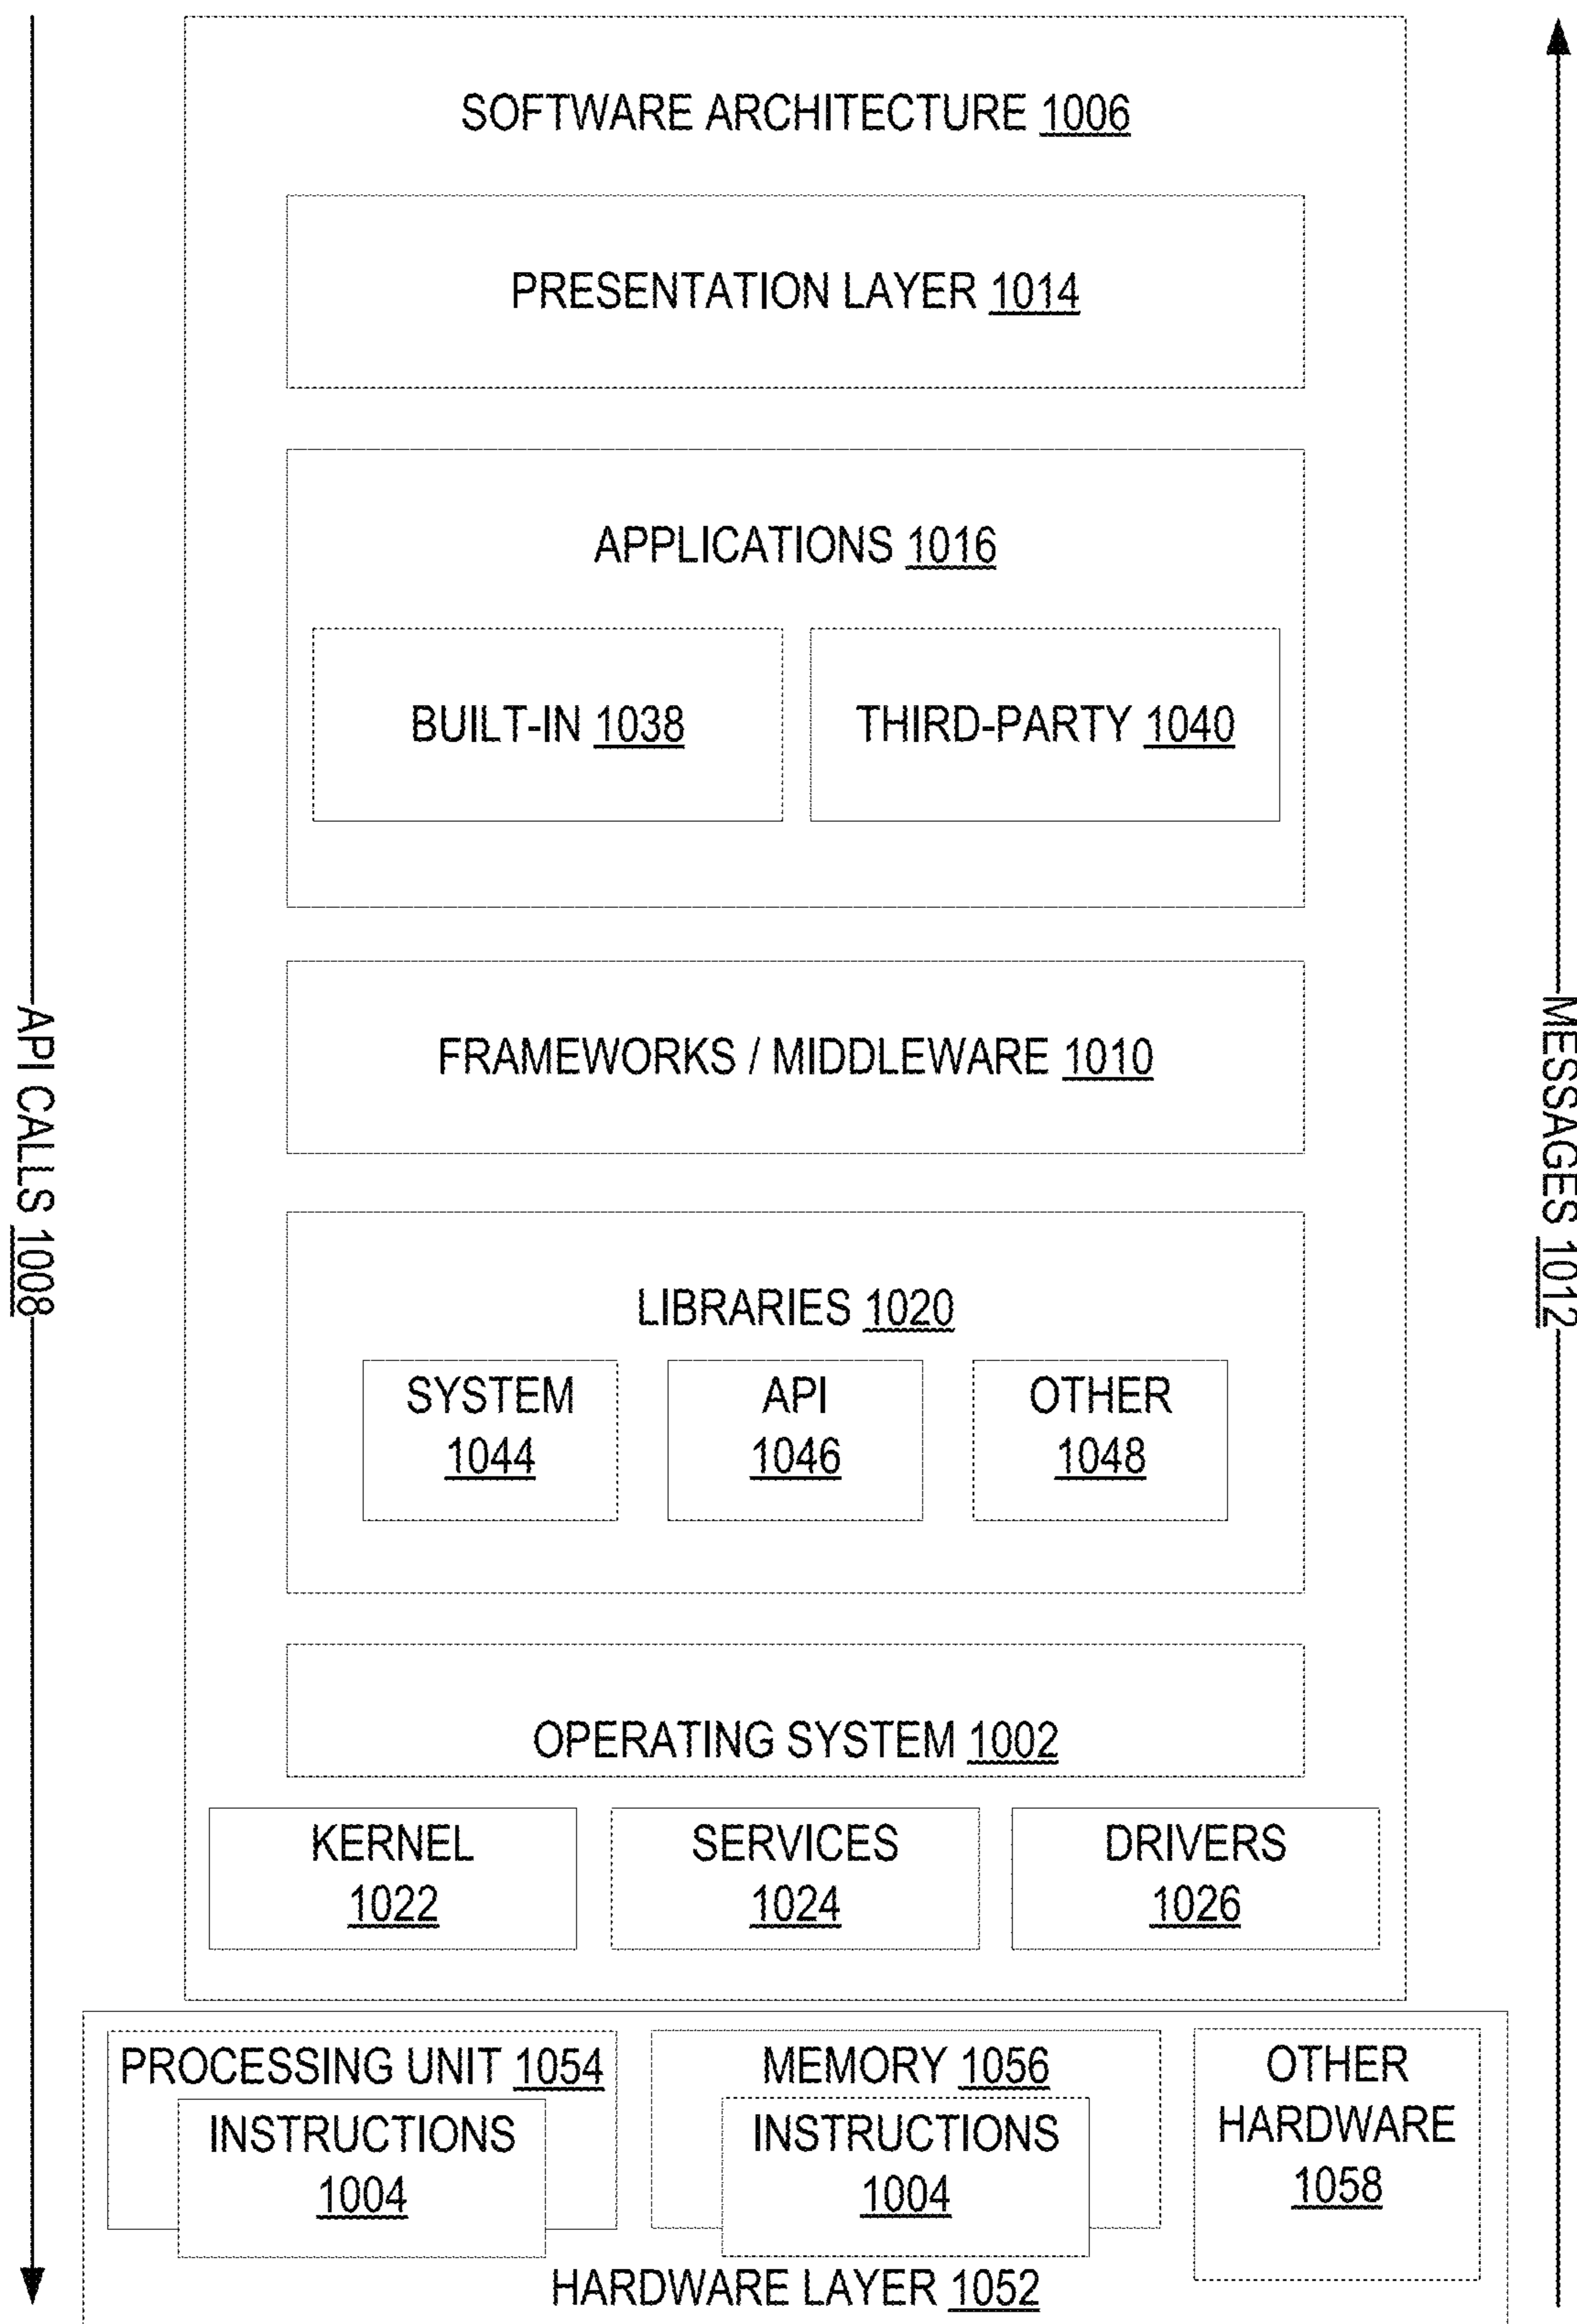 SOFTWARE ARCHITECTURE 1006
PRESENTATION LAYER 1014
APPLICATIONS 1016
BUILT-IN 1038
THIRD-PARTY 1040
FRAMEWORKS / MIDDLEWARE 1010
LIBRARIES 1020
SYSTEM
1044
API
1046
OTHER
1048
OPERATING SYSTEM 1002
KERNEL
1022
SERVICES
1024
DRIVERS
1026
PROCESSING UNIT 1054
INSTRUCTIONS
1004
MEMORY 1056
INSTRUCTIONS
1004
OTHER
HARDWARE
1058
HARDWARE LAYER 1052
API CALLS 1008
MESSAGES 1012